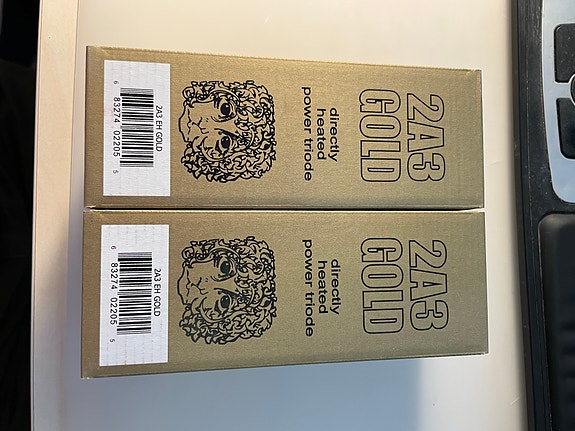 2A3
GOLD
directly
heated
power triode
2A3 EH GOLD
6 83274 02205 5
2A3
GOLD
directly
heated
power triode
2A3 EH GOLD
6 83274 02205 5